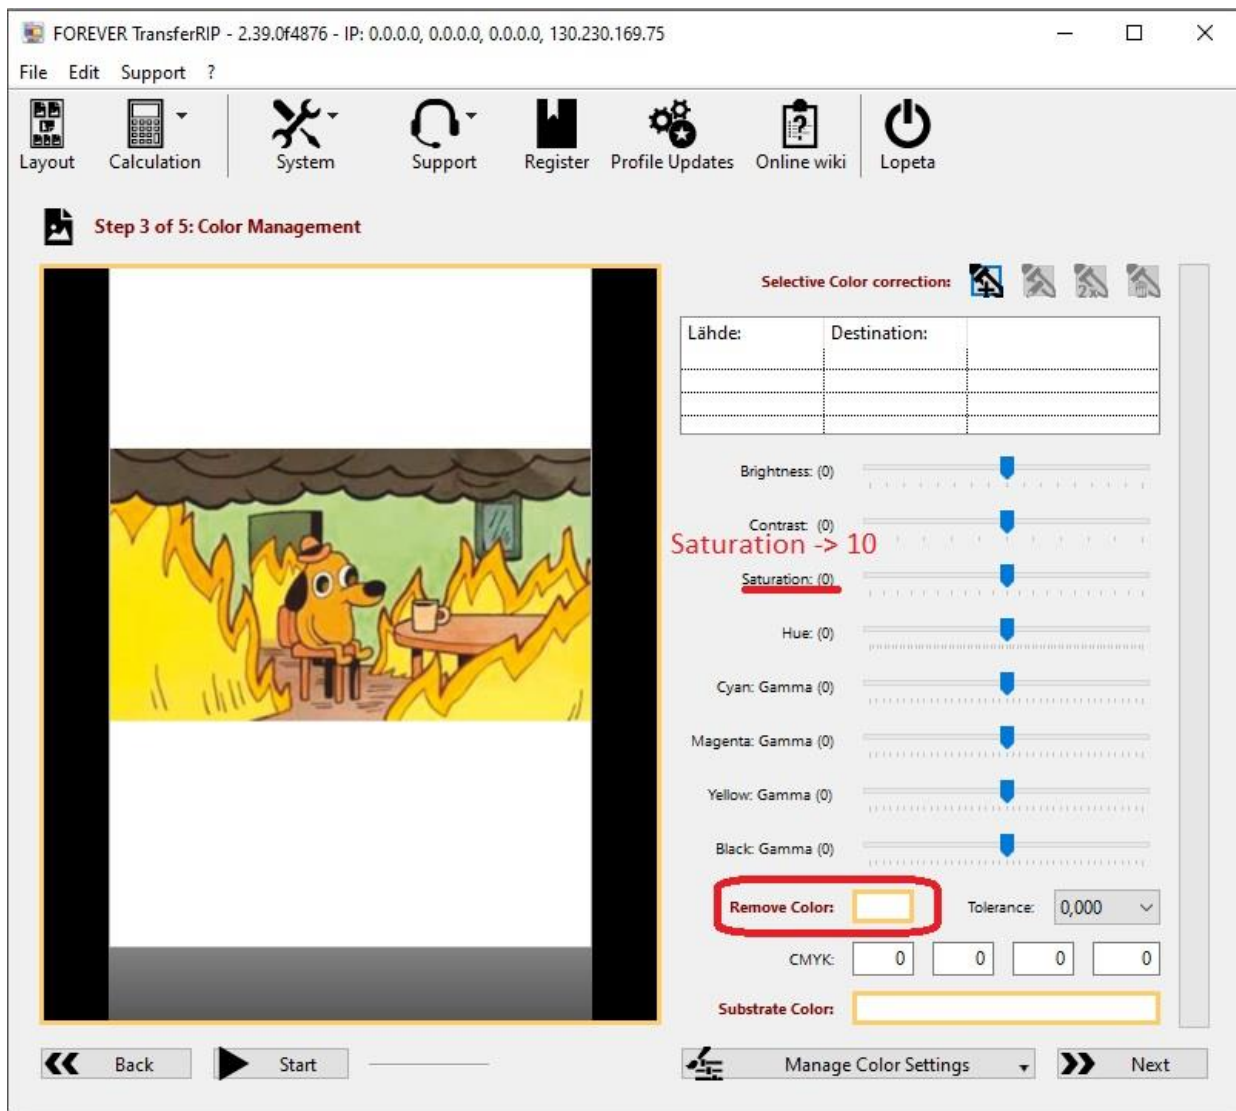 FOREVER TransferRIP - 2.39.0f4876 - IP: 0.0.0.0, 0.0.0.0, 0.0.0.0, 130.230.169.75
File Edit Support ?
Layout Calculation System Support Register Profile Updates Online wiki Lopeta
Step 3 of 5: Color Management
Selective Color correction:
2x
Lähde: Destination:
Brightness: (0)
Contrast: (0)
Saturation -> 10
Saturation: (0)
Hue: (0)
Cyan: Gamma (0)
Magenta: Gamma (0)
Yellow: Gamma (0)
Black: Gamma (0)
Remove Color: Tolerance: 0,000
CMYK: 0 0 0 0
Substrate Color:
Back Start Manage Color Settings Next